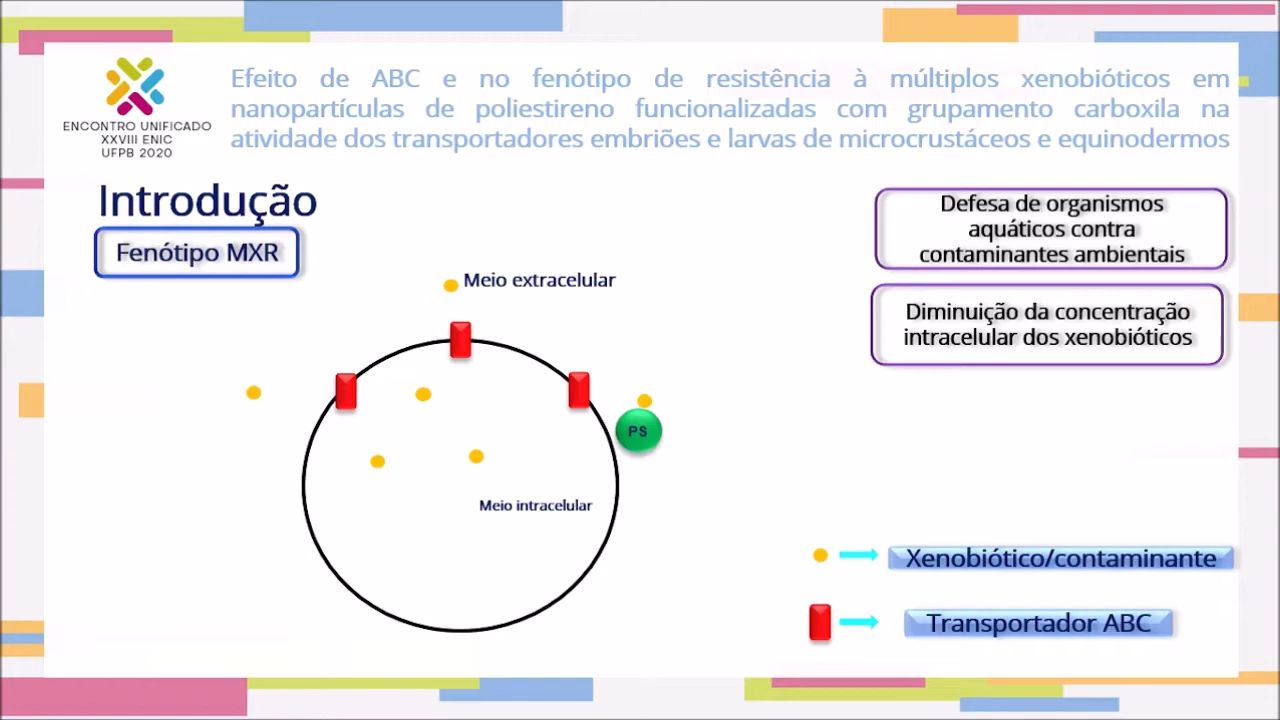 Efeito de ABC e no fenótipo de resistência à múltiplos xenobióticos em
nanopartículas de poliestireno funcionalizadas com grupamento carboxila na
atividade dos transportadores embriões e larvas de microcrustáceos e equinodermos
ENCONTRO UNIFICADO
XXVIII ENIC
UFPB 2020
Introdução
Fenótipo MXR
Defesa de organismos
aquáticos contra
contaminantes ambientais
Diminuição da concentração
intracelular dos xenobióticos
Meio extracelular
PS
Meio intracelular
Xenobiótico/contaminante
Transportador ABC